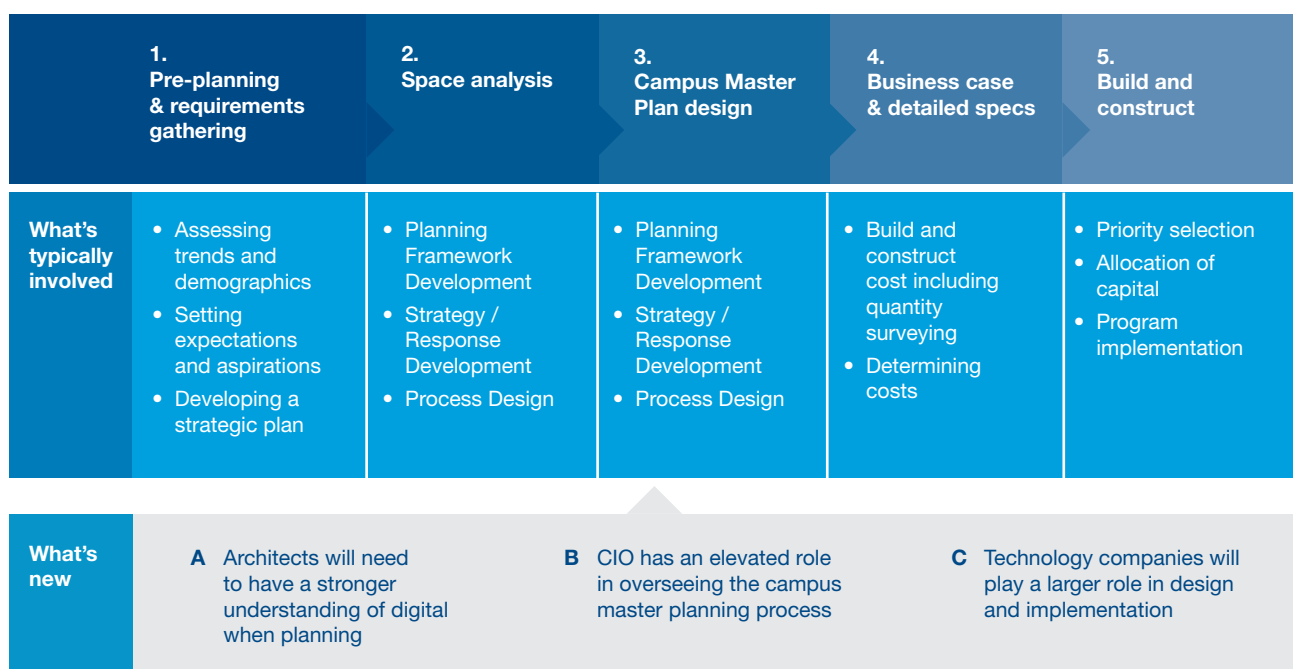 1.
Pre-planning
& requirements
gathering
2.
Space analysis
3.
Campus Master
Plan design
4.
Business case
& detailed specs
5.
Build and
construct
What's
typically
involved
• Assessing
trends and
demographics
• Setting
expectations
and aspirations
• Developing a
strategic plan
• Planning
Framework
Development
• Strategy /
Response
Development
• Process Design
• Planning
Framework
Development
• Strategy /
Response
Development
• Process Design
• Build and
construct
cost including
quantity
surveying
• Determining
costs
• Priority selection
• Allocation of
capital
• Program
implementation
What's
new
A Architects will need
to have a stronger
understanding of digital
when planning
B CIO has an elevated role
in overseeing the campus
master planning process
C Technology companies will
play a larger role in design
and implementation